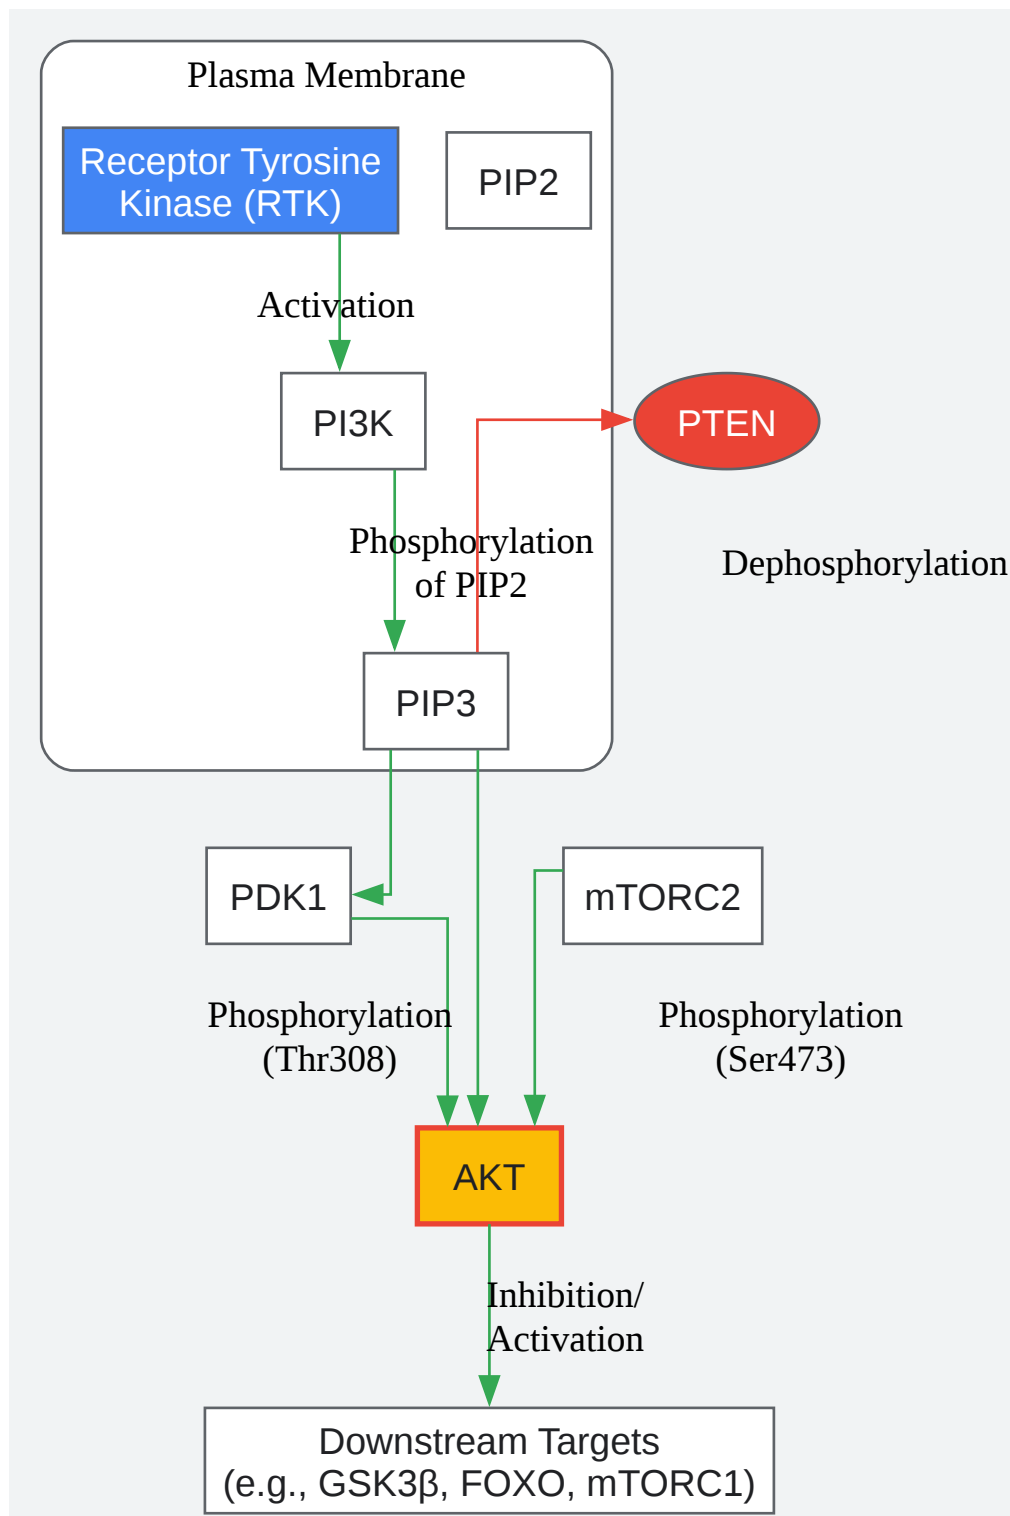 Plasma Membrane
Receptor Tyrosine
Kinase (RTK)
PIP2
Activation
PI3K
PTEN
Phosphorylation
of PIP2
Dephosphorylation
PIP3
PDK1
mTORC2
Phosphorylation
(Thr308)
Phosphorylation
(Ser473)
AKT
Inhibition/
Activation
Downstream Targets
(e.g., GSK3β, FOXO, mTORC1)